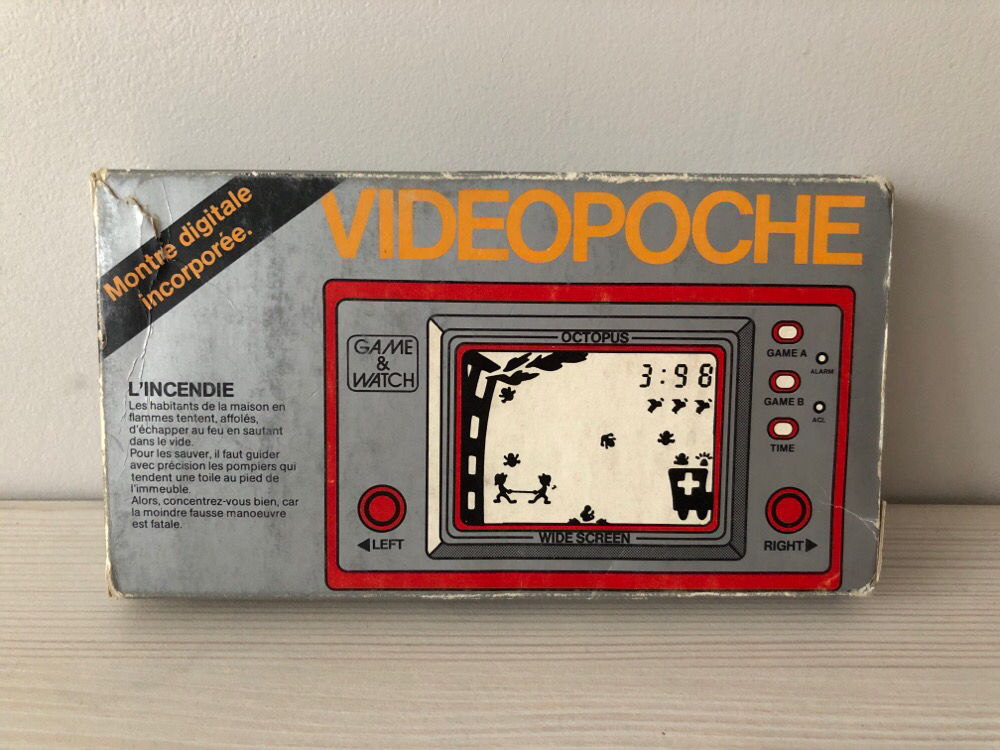 Montre digitale
incorporée.
VIDEOPOCHE
L'INCENDIE
Les habitants de la maison en
flammes tentent, affolés,
d'échapper au feu en sautant
dans le vide.
Pour les sauver, il faut guider
avec précision les pompiers qui
tendent une toile au pied de
l'immeuble.
Alors, concentrez-vous bien, car
la moindre fausse manoeuvre
est fatale.
GAME
&
WATCH
OCTOPUS
3:98
WIDE SCREEN
GAME A
ALARM
GAME B
ACL
TIME
◀LEFT
RIGHT▶